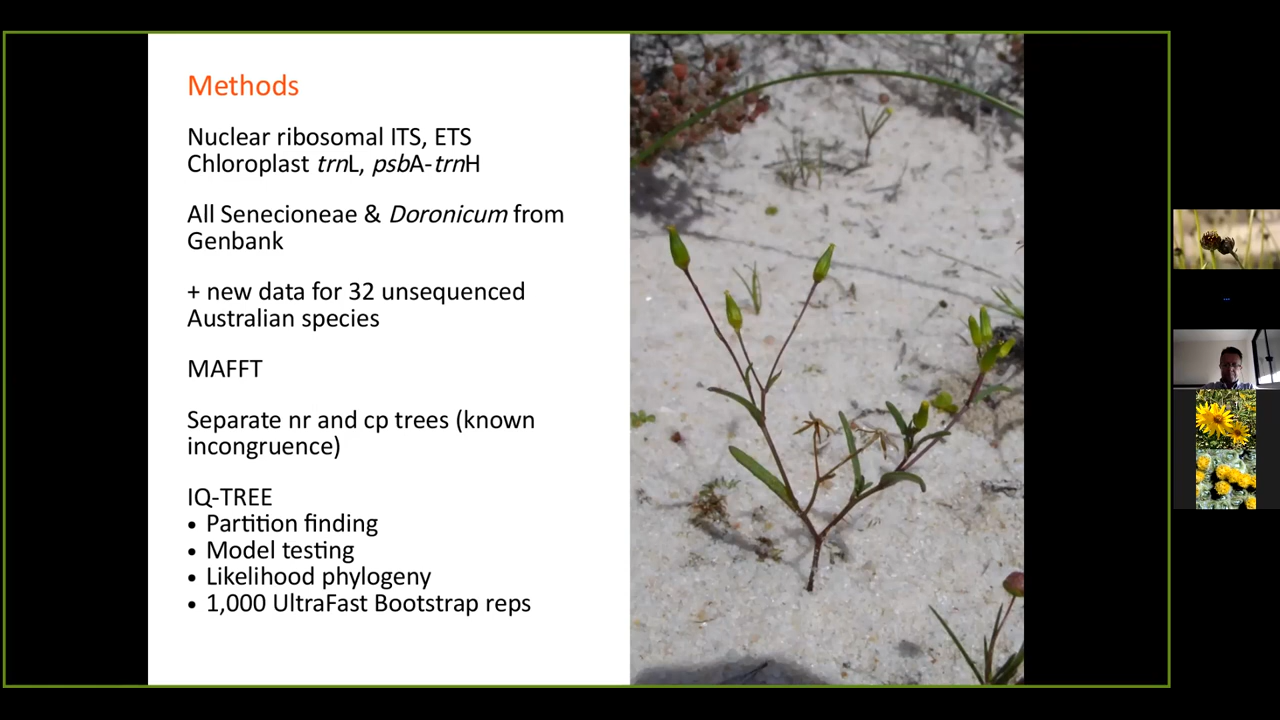 Methods
Nuclear ribosomal ITS, ETS
Chloroplast trnL, psbA-trnH
All Senecioneae & Doronicum from
Genbank
+ new data for 32 unsequenced
Australian species
MAFFT
Separate nr and cp trees (known
incongruence)
IQ-TREE
• Partition finding
• Model testing
• Likelihood phylogeny
• 1,000 UltraFast Bootstrap reps
...